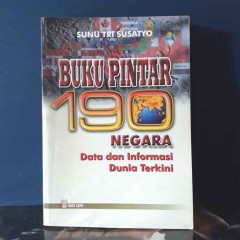 SUNU TRI SUSATYO
BUKU PINTAR
190
NEGARA
Data dan Informasi
Dunia Terkini